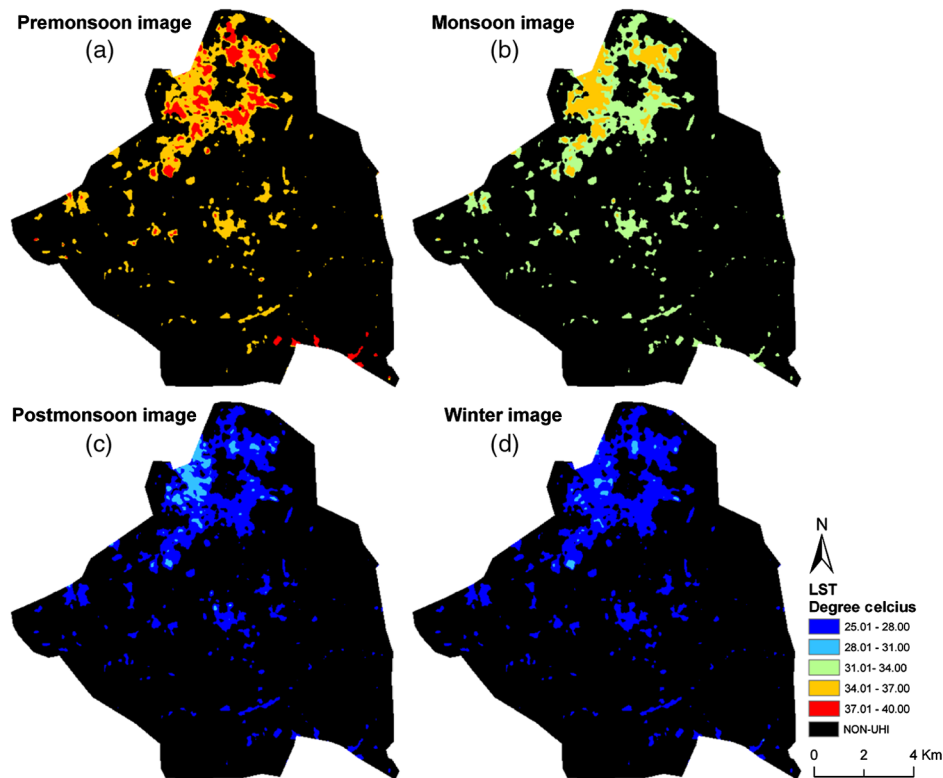 Premonsoon image
(a)
Monsoon image
(b)
Postmonsoon image
(c)
Winter image
(d)
N
LST
Degree celcius
25.01 - 28.00
28.01 - 31.00
31.01- 34.00
34.01 - 37.00
37.01 - 40.00
NON-UHI
0 2 4 Km